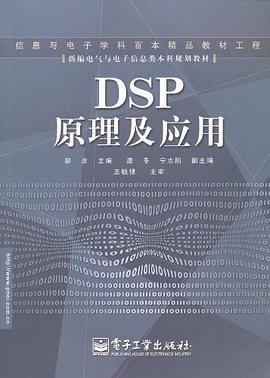 信息与电子学科百本精品教材工程
新编电气与电子信息类本科规划教材
DSP
原理及应用
邹彦 主编 唐冬 宁志刚 副主编
王毓银 主审
http://www.phei.com.cn
电子工业出版社
PUBLISHING HOUSE OF ELECTRONICS INDUSTRY